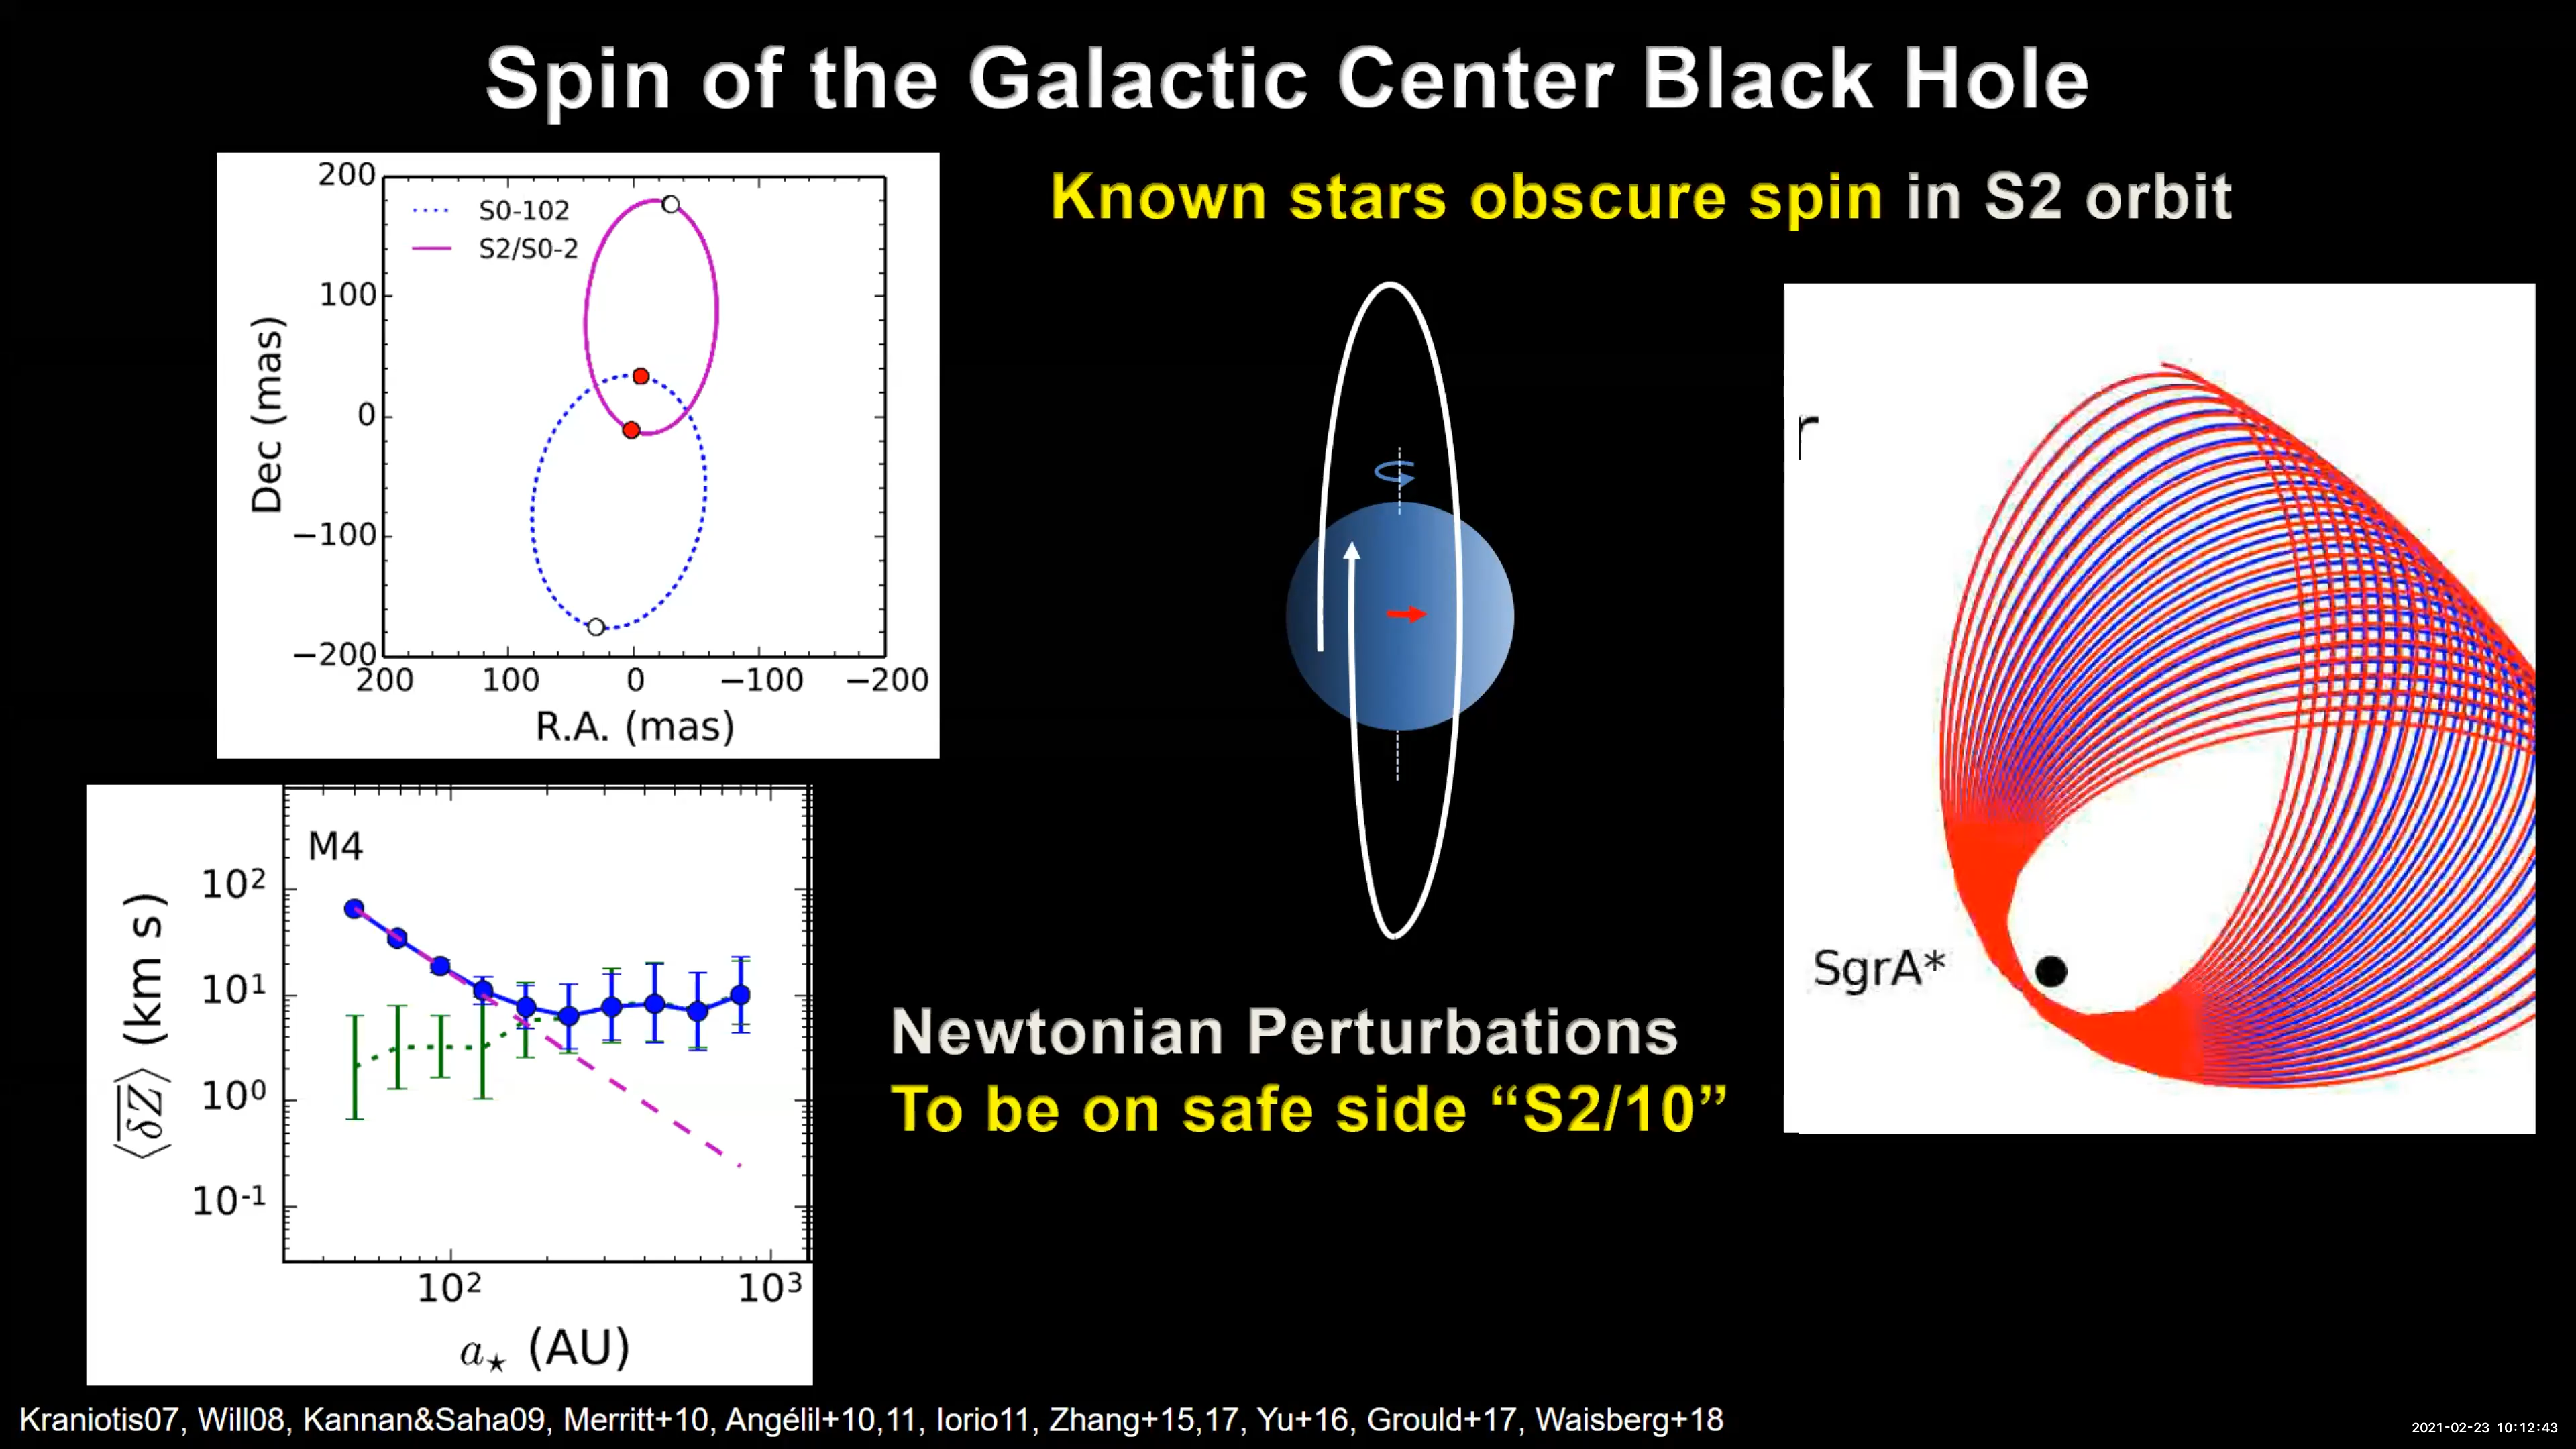 Spin of the Galactic Center Black Hole
Known stars obscure spin in S2 orbit
200
100
0
−100
−200
Dec (mas)
S0-102
S2/S0-2
200 100 0 −100 −200
R.A. (mas)
r
SgrA*
M4
10²
10¹
10⁰
10⁻¹
⟨δZ̅⟩ (km s)
10² 10³
a⋆ (AU)
Newtonian Perturbations
To be on safe side “S2/10”
Kraniotis07, Will08, Kannan&Saha09, Merritt+10, Angélil+10,11, Iorio11, Zhang+15,17, Yu+16, Grould+17, Waisberg+18
2021-02-23 10:12:43